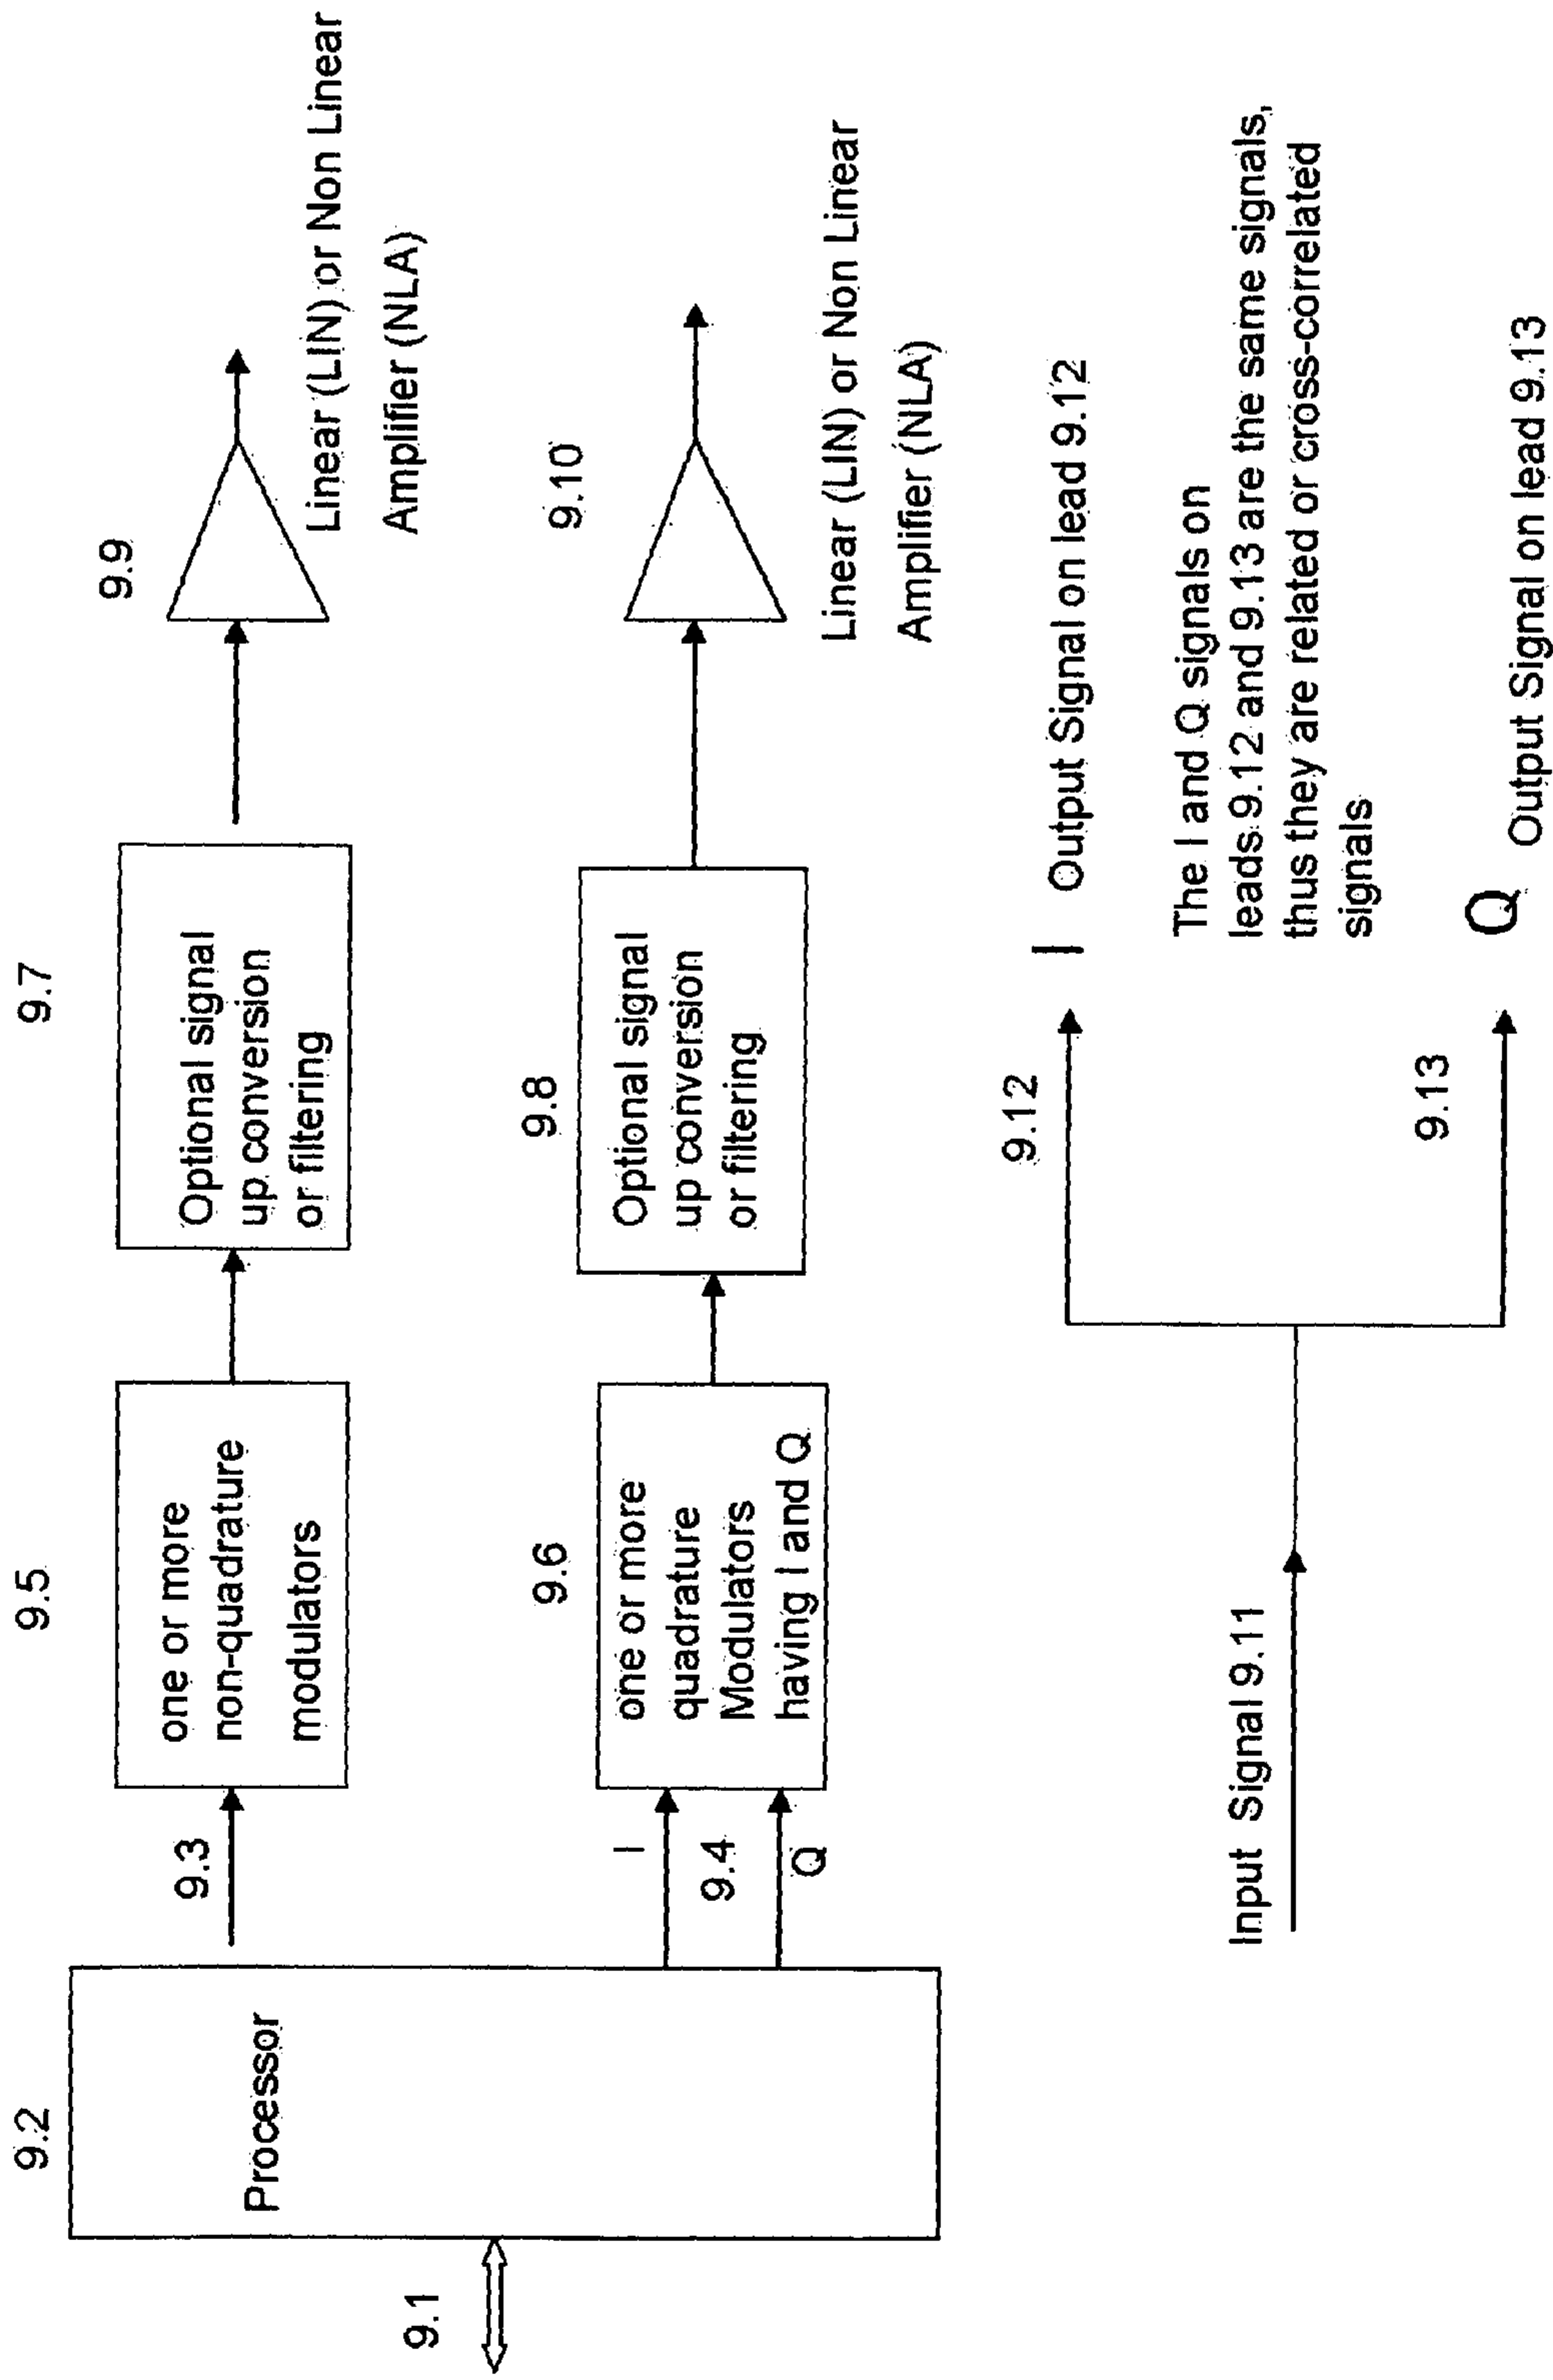 9.1
9.2
Processor
9.3
9.5
one or more
non-quadrature
modulators
9.7
Optional signal
up conversion
or filtering
9.9
Linear (LIN) or Non Linear
Amplifier (NLA)
I
9.4
Q
9.6
one or more
quadrature
Modulators
having I and Q
9.8
Optional signal
up conversion
or filtering
9.10
Linear (LIN) or Non Linear
Amplifier (NLA)
Input Signal 9.11
9.12
I Output Signal on lead 9.12
The I and Q signals on
leads 9.12 and 9.13 are the same signals,
thus they are related or cross-correlated
signals
9.13
Q Output Signal on lead 9.13